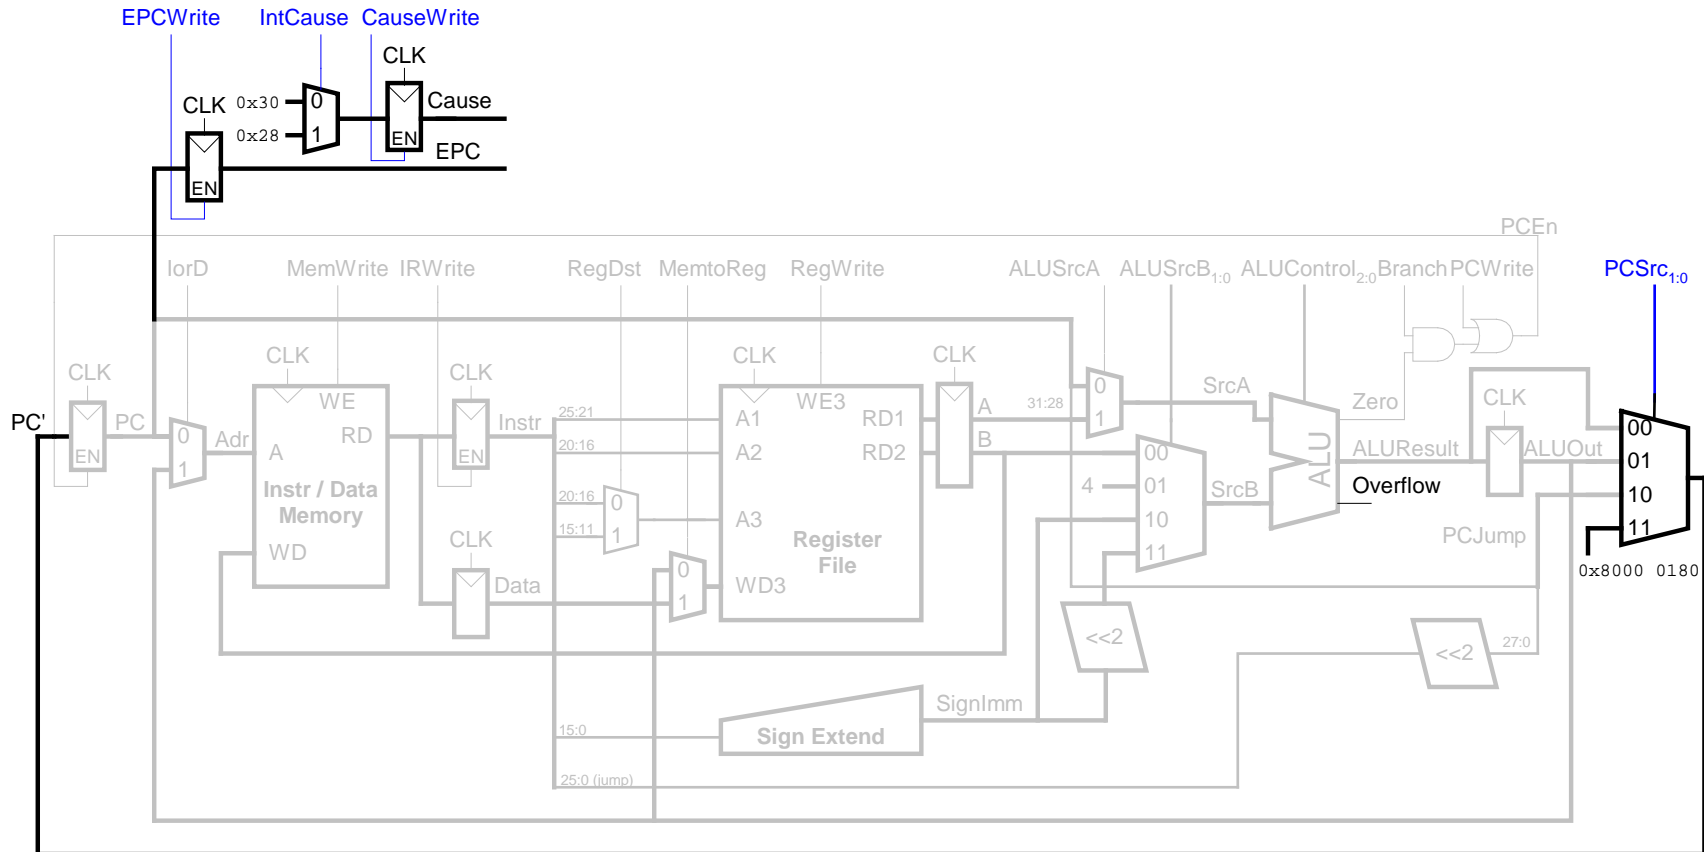 EPCWrite IntCause CauseWrite
CLK
CLK 0x30 0 Cause
0x28 1 EN
EPC
EN
PCEn
IorD MemWrite IRWrite RegDst MemtoReg RegWrite ALUSrcA ALUSrcB1:0 ALUControl2:0 Branch PCWrite PCSrc1:0
CLK CLK CLK CLK CLK
0 SrcA CLK
WE WE3 A 31:28 Zero
PC' PC 0 Adr RD Instr 25:21 A1 RD1 1 00
EN 1 A EN 20:16 A2 RD2 B 00 ALU ALUResult ALUOut 01
Instr / Data Memory 20:16 0 4 01 SrcB Overflow 10
15:11 1 A3 10 PCJump 11
WD CLK Register File 11 0x8000 0180
Data 0 1 WD3
<<2 <<2 27:0
SignImm
15:0 Sign Extend
25:0 (jump)